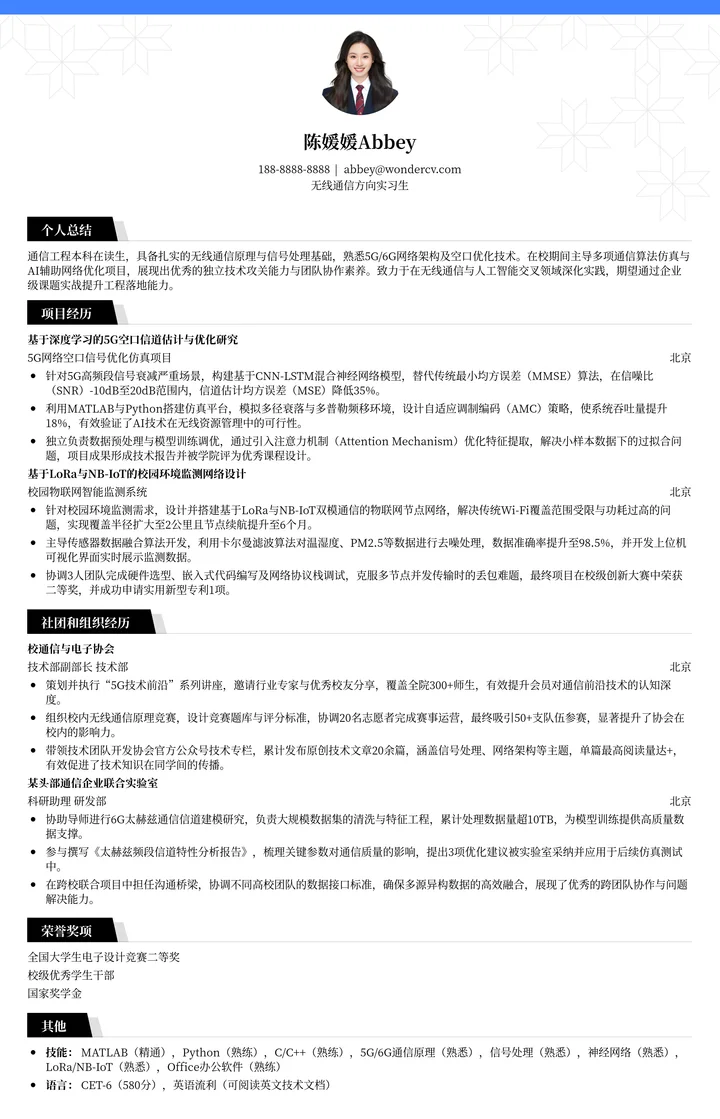 陈媛媛Abbey
188-8888-8888 | abbey@wondercv.com
无线通信方向实习生
个人总结
通信工程本科在读生，具备扎实的无线通信原理与信号处理基础，熟悉5G/6G网络架构及空口优化技术。在校期间主导多项通信算法仿真与
AI辅助网络优化项目，展现出优秀的独立技术攻关能力与团队协作素养。致力于在无线通信与人工智能交叉领域深化实践，期望通过企业
级课题实战提升工程落地能力。
项目经历
基于深度学习的5G空口信道估计与优化研究
5G网络空口信号优化仿真项目 北京
• 针对5G高频段信号衰减严重场景，构建基于CNN-LSTM混合神经网络模型，替代传统最小均方误差（MMSE）算法，在信噪比
（SNR）-10dB至20dB范围内，信道估计均方误差（MSE）降低35%。
• 利用MATLAB与Python搭建仿真平台，模拟多径衰落与多普勒频移环境，设计自适应调制编码（AMC）策略，使系统吞吐量提升
18%，有效验证了AI技术在无线资源管理中的可行性。
• 独立负责数据预处理与模型训练调优，通过引入注意力机制（Attention Mechanism）优化特征提取，解决小样本数据下的过拟合问
题，项目成果形成技术报告并被学院评为优秀课程设计。
基于LoRa与NB-IoT的校园环境监测网络设计
校园物联网智能监测系统 北京
• 针对校园环境监测需求，设计并搭建基于LoRa与NB-IoT双模通信的物联网节点网络，解决传统Wi-Fi覆盖范围受限与功耗过高的问
题，实现覆盖半径扩大至2公里且节点续航提升至6个月。
• 主导传感器数据融合算法开发，利用卡尔曼滤波算法对温湿度、PM2.5等数据进行去噪处理，数据准确率提升至98.5%，并开发上位机
可视化界面实时展示监测数据。
• 协调3人团队完成硬件选型、嵌入式代码编写及网络协议栈调试，克服多节点并发传输时的丢包难题，最终项目在校级创新大赛中荣获
二等奖，并成功申请实用新型专利1项。
社团和组织经历
校通信与电子协会
技术部副部长 技术部 北京
• 策划并执行“5G技术前沿”系列讲座，邀请行业专家与优秀校友分享，覆盖全院300+师生，有效提升会员对通信前沿技术的认知深
度。
• 组织校内无线通信原理竞赛，设计竞赛题库与评分标准，协调20名志愿者完成赛事运营，最终吸引50+支队伍参赛，显著提升了协会在
校内的影响力。
• 带领技术团队开发协会官方公众号技术专栏，累计发布原创技术文章20余篇，涵盖信号处理、网络架构等主题，单篇最高阅读量达+，
有效促进了技术知识在同学间的传播。
某头部通信企业联合实验室
科研助理 研发部 北京
• 协助导师进行6G太赫兹通信信道建模研究，负责大规模数据集的清洗与特征工程，累计处理数据量超10TB，为模型训练提供高质量数
据支撑。
• 参与撰写《太赫兹频段信道特性分析报告》，梳理关键参数对通信质量的影响，提出3项优化建议被实验室采纳并应用于后续仿真测试
中。
• 在跨校联合项目中担任沟通桥梁，协调不同高校团队的数据接口标准，确保多源异构数据的高效融合，展现了优秀的跨团队协作与问题
解决能力。
荣誉奖项
全国大学生电子设计竞赛二等奖
校级优秀学生干部
国家奖学金
其他
• 技能： MATLAB（精通），Python（熟练），C/C++（熟练），5G/6G通信原理（熟悉），信号处理（熟悉），神经网络（熟悉），
LoRa/NB-IoT（熟悉），Office办公软件（熟练）
• 语言： CET-6（580分），英语流利（可阅读英文技术文档）